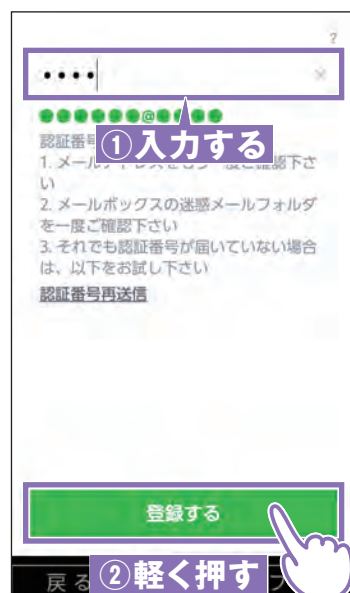 ?
••••
×
●●●●●●@●●●●
認証番号
①入力する
1. メールアドレスをもう一度ご確認下さ
い
2. メールボックスの迷惑メールフォルダ
を一度ご確認下さい
3. それでも認証番号が届いていない場合
は、以下をお試し下さい
認証番号再送信
登録する
戻る
②軽く押す